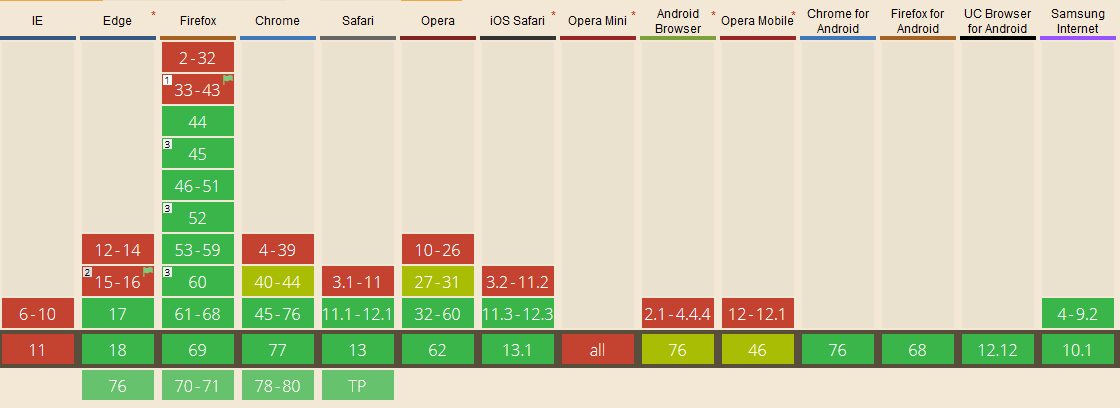 IE Edge * Firefox Chrome Safari Opera iOS Safari * Opera Mini * Android Browser * Opera Mobile * Chrome for Android Firefox for Android UC Browser for Android Samsung Internet
2-32
1 33-43
44
3 45
46-51
3 52
12-14 53-59 4-39 10-26
2 15-16 3 60 40-44 3.1-11 27-31 3.2-11.2
6-10 17 61-68 45-76 11.1-12.1 32-60 11.3-12.3 2.1-4.4.4 12-12.1 4-9.2
11 18 69 77 13 62 13.1 all 76 46 76 68 12.12 10.1
76 70-71 78-80 TP